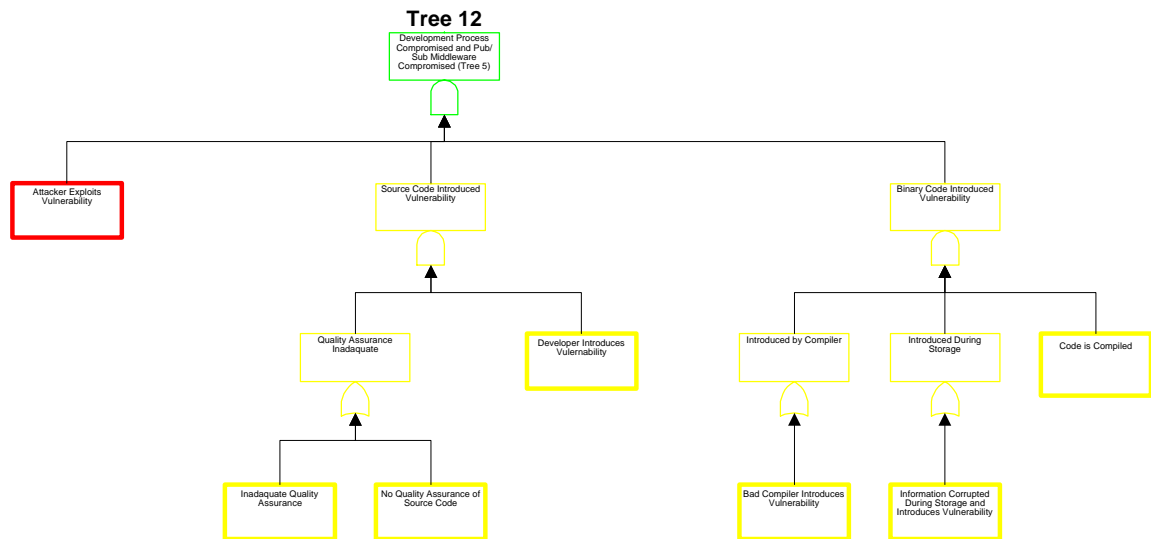 Tree 12
Development Process
Compromised and Pub/
Sub Middleware
Compromised (Tree 5)
Attacker Exploits
Vulnerability
Source Code Introduced
Vulnerability
Binary Code Introduced
Vulnerability
Quality Assurance
Inadaquate
Developer Introduces
Vulernability
Introduced by Compiler
Introduced During
Storage
Code is Compiled
Inadaquate Quality
Assurance
No Quality Assurance of
Source Code
Bad Compiler Introduces
Vulnerability
Information Corrupted
During Storage and
Introduces Vulnerability